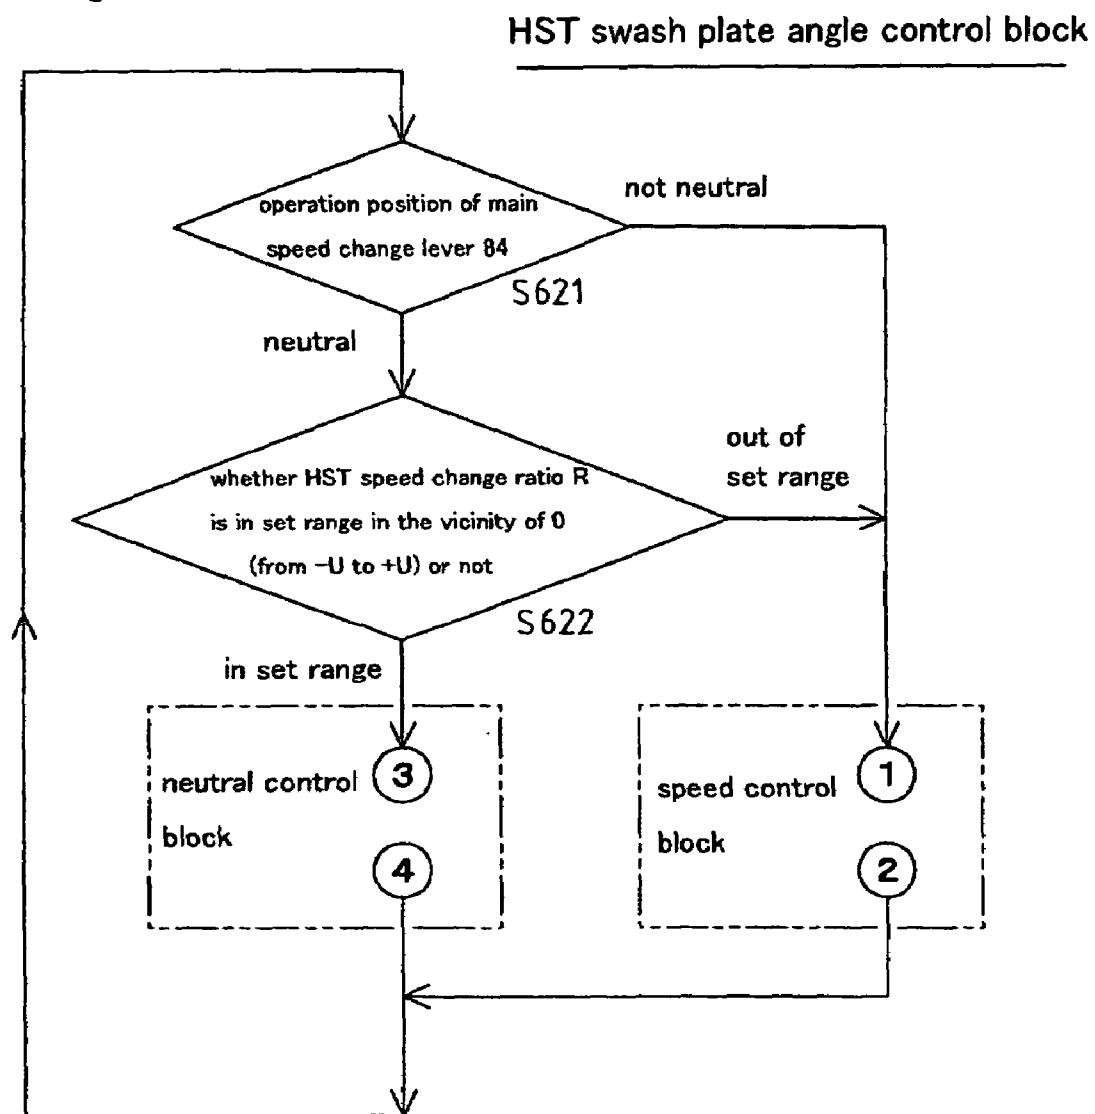 HST swash plate angle control block
not neutral
operation position of main
speed change lever 84
S621
neutral
out of
set range
whether HST speed change ratio R
is in set range in the vicinity of 0
(from −U to +U) or not
S622
in set range
neutral control
block
3
4
speed control
block
1
2